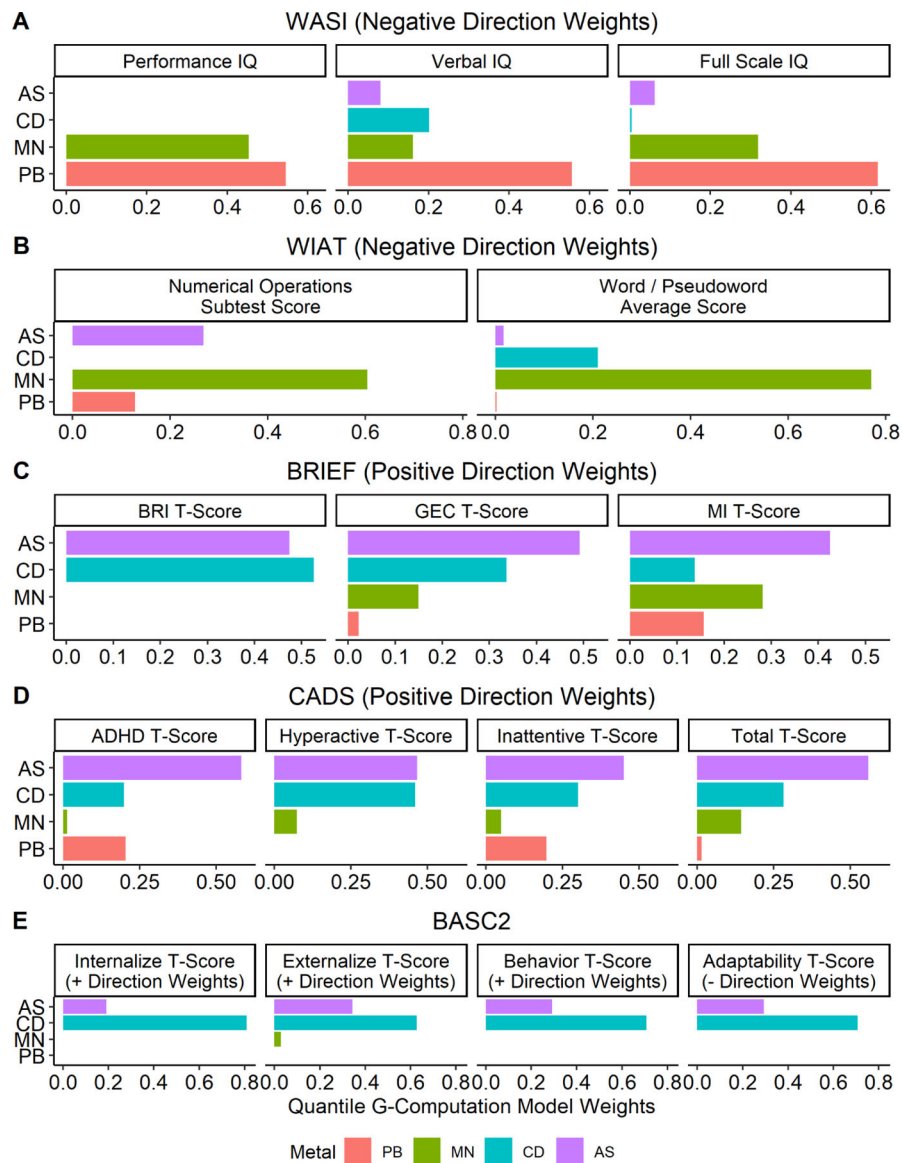 A WASI (Negative Direction Weights)
Performance IQ Verbal IQ Full Scale IQ
AS
CD
MN
PB
0.0 0.2 0.4 0.6 0.0 0.2 0.4 0.6 0.0 0.2 0.4 0.6
B WIAT (Negative Direction Weights)
Numerical Operations Word / Pseudoword
Subtest Score Average Score
AS
CD
MN
PB
0.0 0.2 0.4 0.6 0.8 0.0 0.2 0.4 0.6 0.8
C BRIEF (Positive Direction Weights)
BRI T-Score GEC T-Score MI T-Score
AS
CD
MN
PB
0.0 0.1 0.2 0.3 0.4 0.5 0.0 0.1 0.2 0.3 0.4 0.5 0.0 0.1 0.2 0.3 0.4 0.5
D CADS (Positive Direction Weights)
ADHD T-Score Hyperactive T-Score Inattentive T-Score Total T-Score
AS
CD
MN
PB
0.00 0.25 0.50 0.00 0.25 0.50 0.00 0.25 0.50 0.00 0.25 0.50
E BASC2
Internalize T-Score Externalize T-Score Behavior T-Score Adaptability T-Score
(+ Direction Weights) (+ Direction Weights) (+ Direction Weights) (- Direction Weights)
AS
CD
MN
PB
0.0 0.2 0.4 0.6 0.8 0.0 0.2 0.4 0.6 0.8 0.0 0.2 0.4 0.6 0.8 0.0 0.2 0.4 0.6 0.8
Quantile G-Computation Model Weights
Metal PB MN CD AS